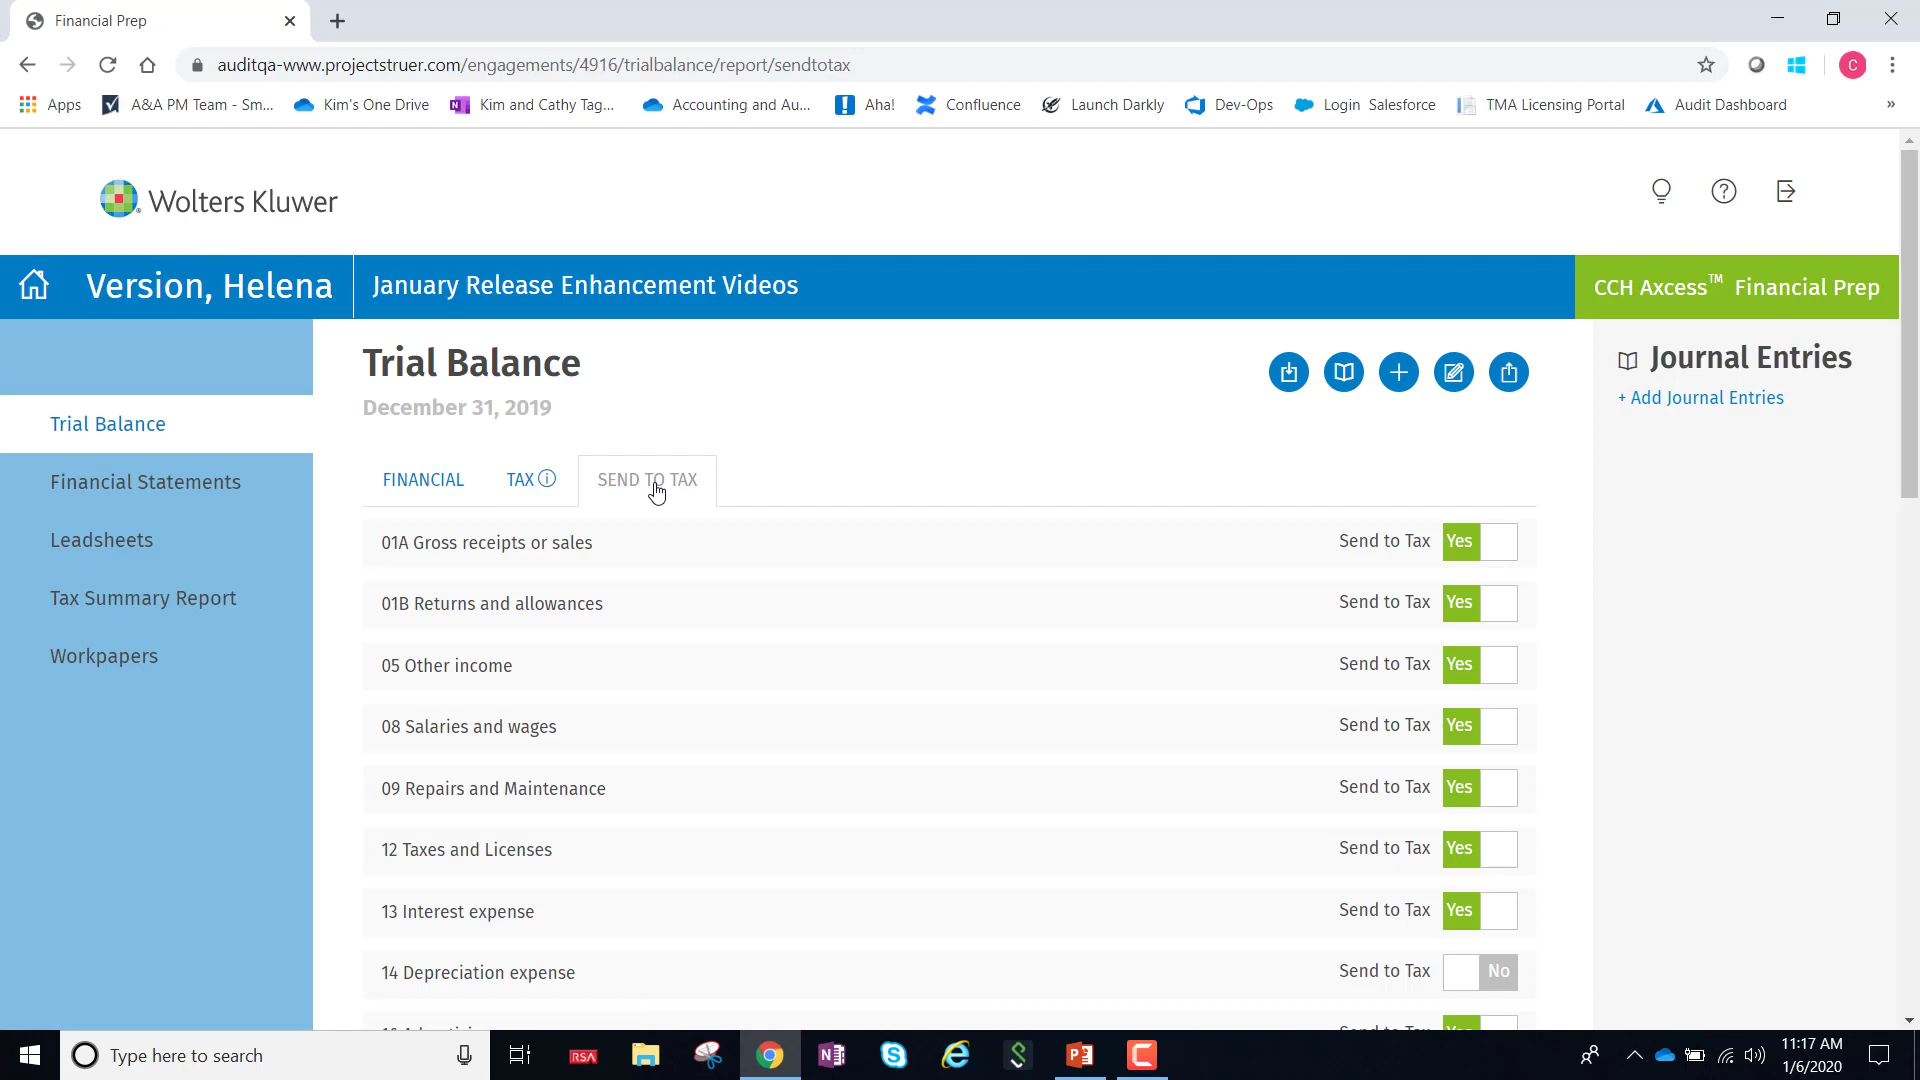 Financial Prep
auditqa-www.projectstruer.com/engagements/4916/trialbalance/report/sendtotax
C
Apps A&A PM Team - Sm... Kim's One Drive Kim and Cathy Tag... Accounting and Au... Aha! Confluence Launch Darkly Dev-Ops Login Salesforce TMA Licensing Portal Audit Dashboard »
Wolters Kluwer
Version, Helena
January Release Enhancement Videos
CCH Axcess™ Financial Prep
Trial Balance
Financial Statements
Leadsheets
Tax Summary Report
Workpapers
Trial Balance
December 31, 2019
FINANCIAL TAX SEND TO TAX
01A Gross receipts or sales Send to Tax Yes
01B Returns and allowances Send to Tax Yes
05 Other income Send to Tax Yes
08 Salaries and wages Send to Tax Yes
09 Repairs and Maintenance Send to Tax Yes
12 Taxes and Licenses Send to Tax Yes
13 Interest expense Send to Tax Yes
14 Depreciation expense Send to Tax No
Journal Entries
+ Add Journal Entries
Type here to search
RSA
11:17 AM
1/6/2020